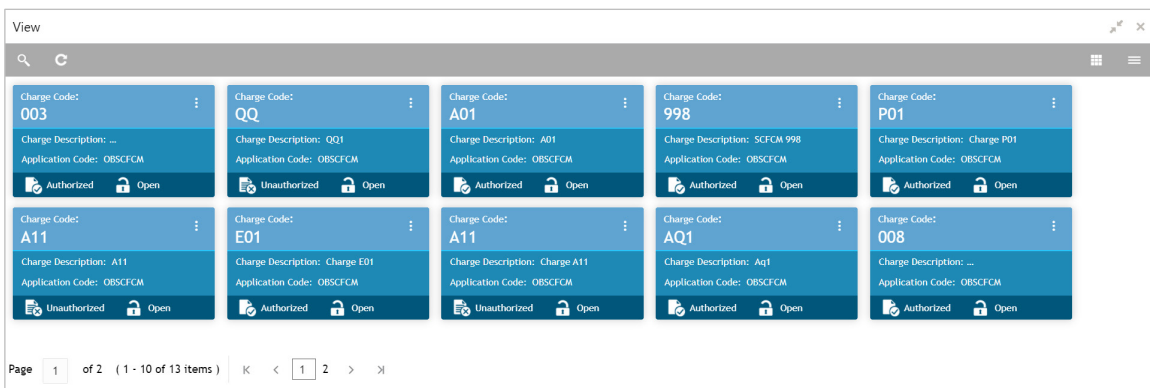 View
Charge Code: Charge Code: Charge Code: Charge Code: Charge Code:
003 QQ A01 998 P01
Charge Description: ... Charge Description: QQ1 Charge Description: A01 Charge Description: SCFCM 998 Charge Description: Charge P01
Application Code: OBSCFCM Application Code: OBSCFCM Application Code: OBSCFCM Application Code: OBSCFCM Application Code: OBSCFCM
Authorized Open Unauthorized Open Authorized Open Authorized Open Authorized Open
Charge Code: Charge Code: Charge Code: Charge Code: Charge Code:
A11 E01 A11 AQ1 008
Charge Description: A11 Charge Description: Charge E01 Charge Description: Charge A11 Charge Description: Aq1 Charge Description: ...
Application Code: OBSCFCM Application Code: OBSCFCM Application Code: OBSCFCM Application Code: OBSCFCM Application Code: OBSCFCM
Unauthorized Open Authorized Open Unauthorized Open Authorized Open Authorized Open
Page 1 of 2 ( 1 - 10 of 13 items ) 1 2